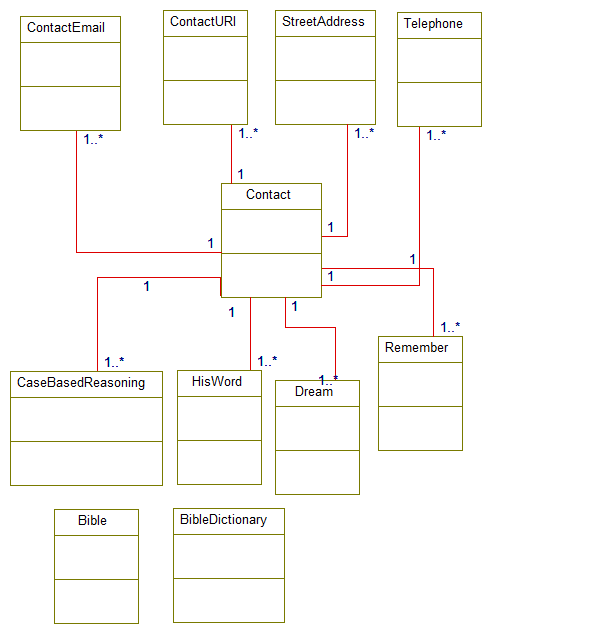 ContactEmail
ContactURI
StreetAddress
Telephone
1..*
1..*
1..*
1..*
1
Contact
1
1
1
1
1
1
1
1..*
1..*
1..*
1..*
CaseBasedReasoning
HisWord
Dream
Remember
Bible
BibleDictionary